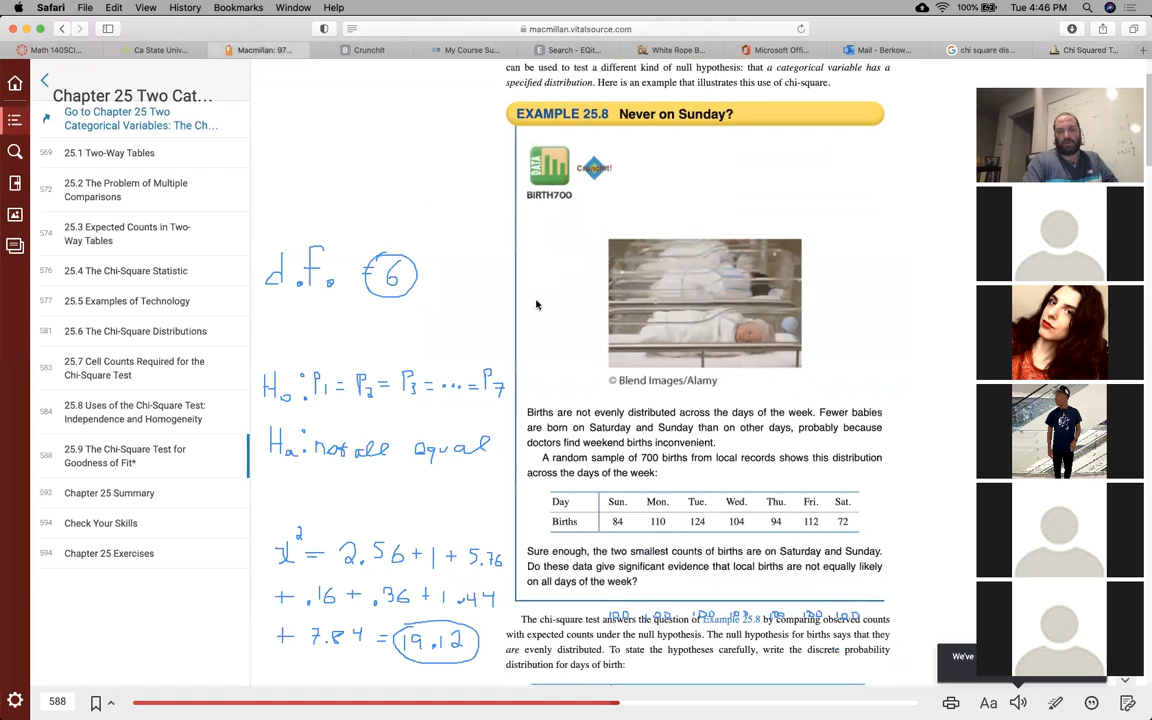 Safari File Edit View History Bookmarks Window Help
100% Tue 4:46 PM
macmillan.vitalsource.com
Math 140SCI...
Ca State Univ...
Macmillan: 97...
CrunchIt
My Course Su...
Search - EQit...
White Rope B...
Microsoft Offi...
Mail - Berkow...
chi square dis...
Chi Squared T...
Chapter 25 Two Cat...
Go to Chapter 25 Two
Categorical Variables: The Ch...
569 25.1 Two-Way Tables
572 25.2 The Problem of Multiple
Comparisons
574 25.3 Expected Counts in Two-
Way Tables
576 25.4 The Chi-Square Statistic
577 25.5 Examples of Technology
581 25.6 The Chi-Square Distributions
583 25.7 Cell Counts Required for the
Chi-Square Test
584 25.8 Uses of the Chi-Square Test:
Independence and Homogeneity
588 25.9 The Chi-Square Test for
Goodness of Fit*
592 Chapter 25 Summary
594 Check Your Skills
594 Chapter 25 Exercises
d.f. = 6
H₀: P₁ = P₂ = P₃ = ... = P₇
Hₐ: not all equal
x² = 2.56 + 1 + 5.76
+ .16 + .36 + 1.44
+ 7.84 = 19.12
can be used to test a different kind of null hypothesis: that a categorical variable has a
specified distribution. Here is an example that illustrates this use of chi-square.
EXAMPLE 25.8 Never on Sunday?
DATA
CrunchIt!
BIRTH700
© Blend Images/Alamy
Births are not evenly distributed across the days of the week. Fewer babies
are born on Saturday and Sunday than on other days, probably because
doctors find weekend births inconvenient.
A random sample of 700 births from local records shows this distribution
across the days of the week:
Day Sun. Mon. Tue. Wed. Thu. Fri. Sat.
Births 84 110 124 104 94 112 72
Sure enough, the two smallest counts of births are on Saturday and Sunday.
Do these data give significant evidence that local births are not equally likely
on all days of the week?
100 100 100 100 100 100 100
The chi-square test answers the question of Example 25.8 by comparing observed counts
with expected counts under the null hypothesis. The null hypothesis for births says that they
are evenly distributed. To state the hypotheses carefully, write the discrete probability
distribution for days of birth:
We've
588
Aa